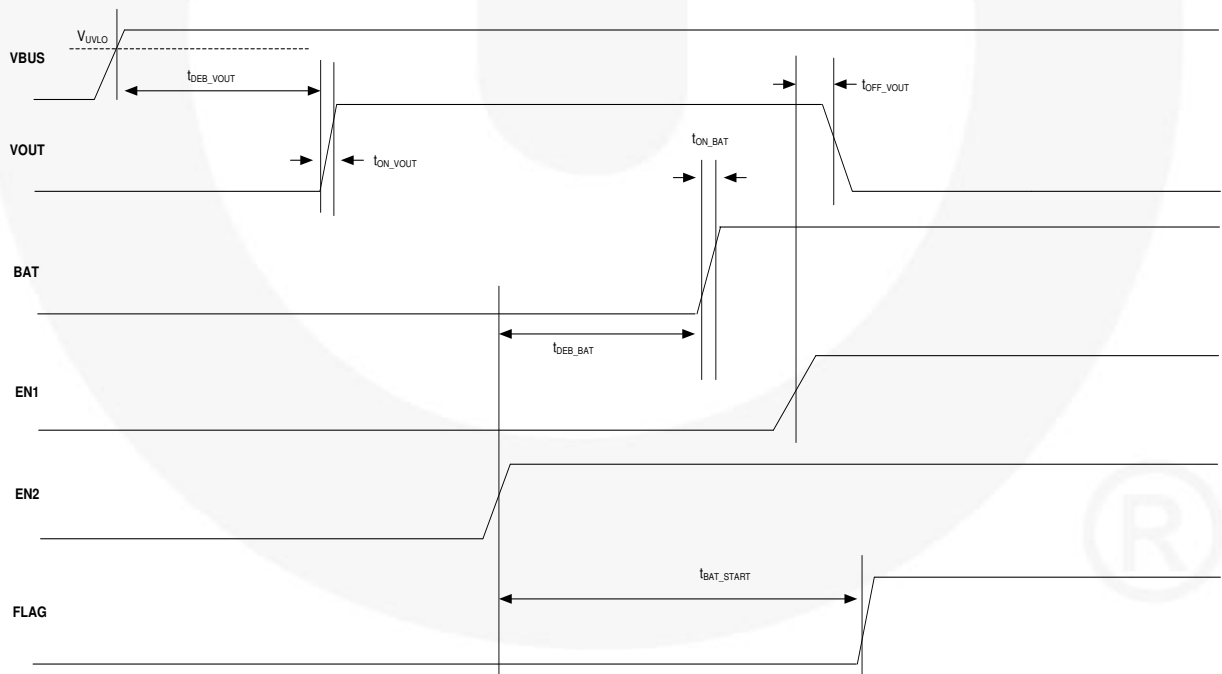 VUVLO
VBUS
tDEB_VOUT
tOFF_VOUT
VOUT
tON_VOUT
tON_BAT
BAT
tDEB_BAT
EN1
EN2
tBAT_START
FLAG
®